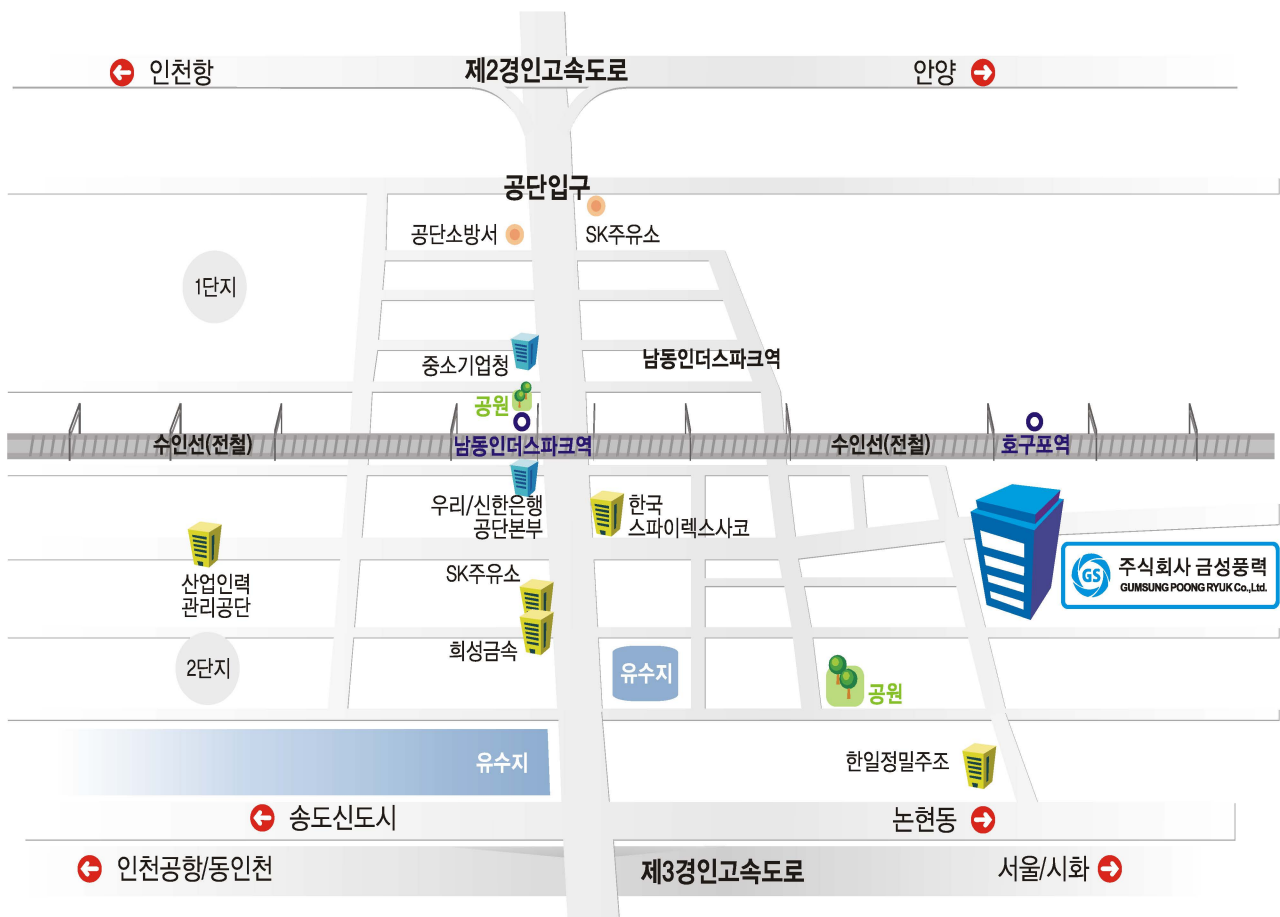 인천항
제2경인고속도로
안양
공단입구
공단소방서
SK주유소
1단지
중소기업청
남동인더스파크역
공원
수인선(전철)
남동인더스파크역
수인선(전철)
호구포역
우리/신한은행
공단본부
한국
스파이렉스사코
산업인력
관리공단
SK주유소
GS
주식회사 금성풍력
GUMSUNG POONG RYUK Co.,Ltd.
희성금속
2단지
유수지
공원
유수지
한일정밀주조
송도신도시
논현동
인천공항/동인천
제3경인고속도로
서울/시화